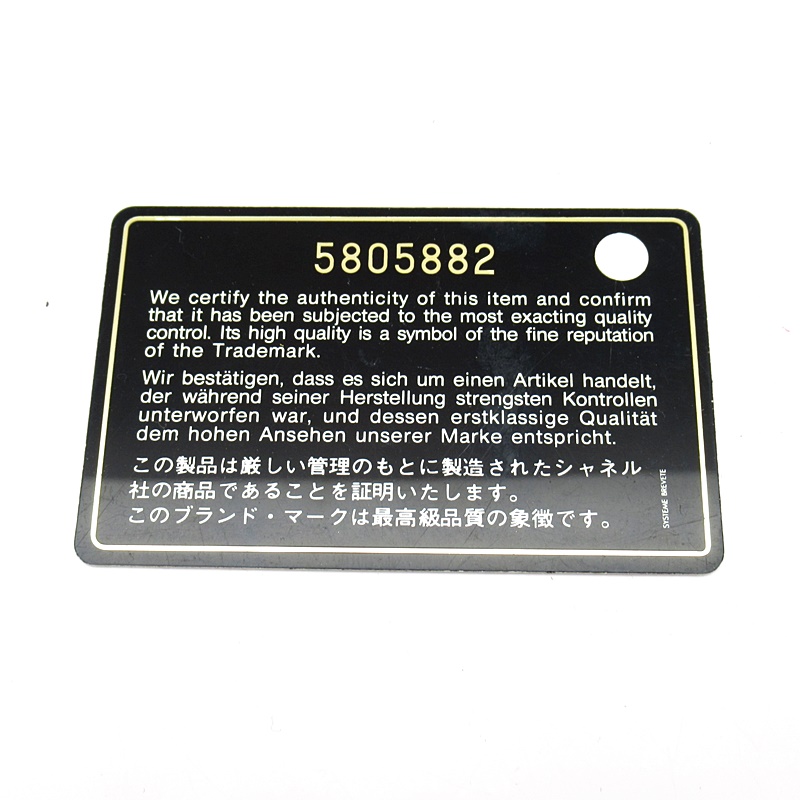 5805882
We certify the authenticity of this item and confirm
that it has been subjected to the most exacting quality
control. Its high quality is a symbol of the fine reputation
of the Trademark.
Wir bestätigen, dass es sich um einen Artikel handelt,
der während seiner Herstellung strengsten Kontrollen
unterworfen war, und dessen erstklassige Qualität
dem hohen Ansehen unserer Marke entspricht.
この製品は厳しい管理のもとに製造されたシャネル
社の商品であることを証明いたします。
このブランド・マークは最高級品質の象徴です。
SYSTEME BREVETE